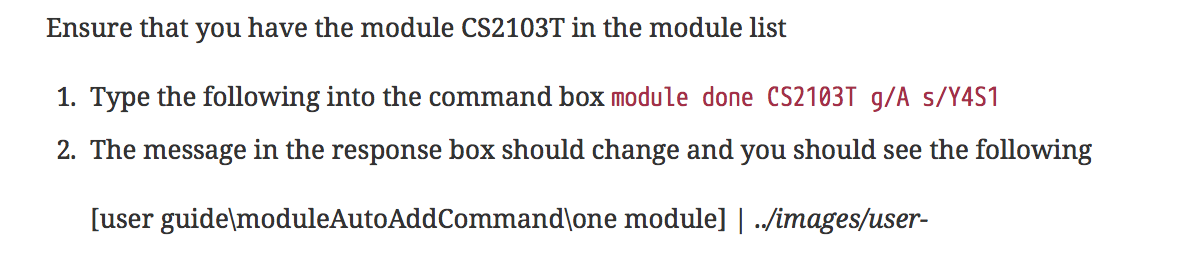 Ensure that you have the module CS2103T in the module list
1. Type the following into the command box module done CS2103T g/A s/Y4S1
2. The message in the response box should change and you should see the following
[user guide\moduleAutoAddCommand\one module] | ../images/user-